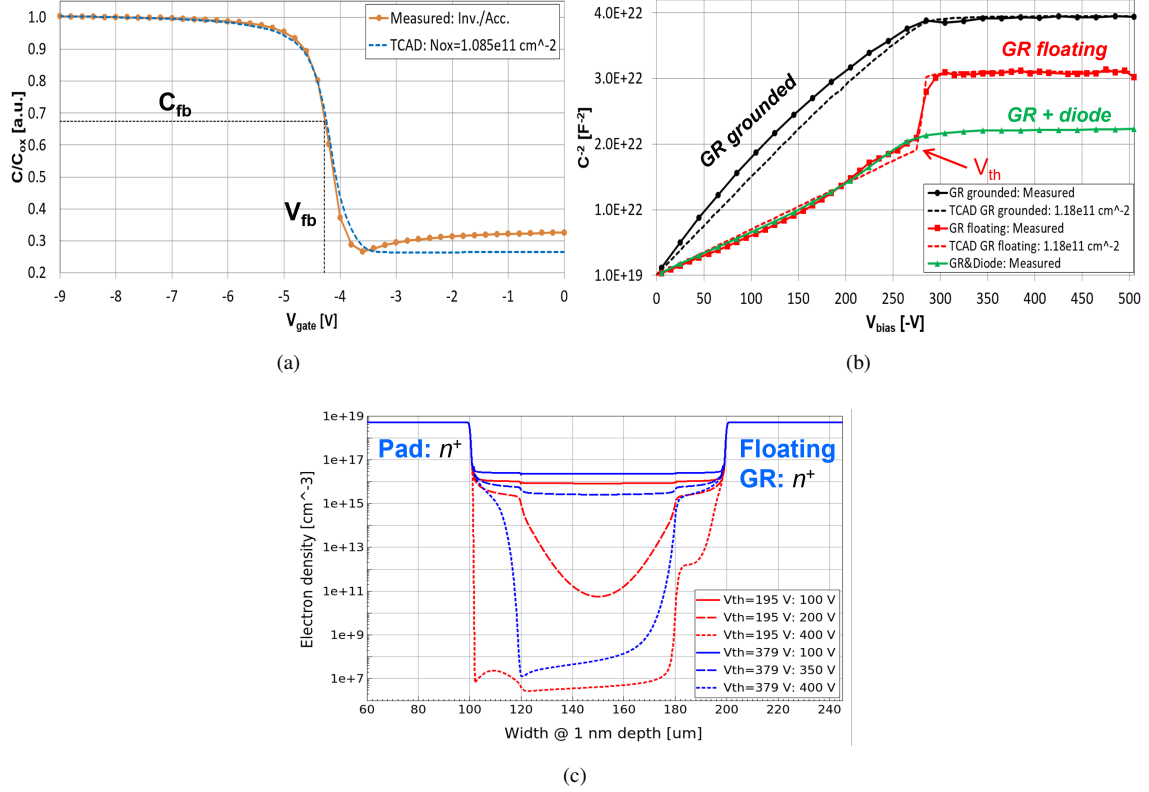 1.0
0.9
0.8
0.7
0.6
0.5
0.4
0.3
0.2
C/Cox [a.u.]
Measured: Inv./Acc.
TCAD: Nox=1.085e11 cm^-2
Cfb
Vfb
-9 -8 -7 -6 -5 -4 -3 -2 -1 0
Vgate [V]
(a)
4.0E+22
3.0E+22
2.0E+22
1.0E+22
1.0E+19
C-2 [F-2]
GR grounded
GR floating
GR + diode
Vth
GR grounded: Measured
TCAD GR grounded: 1.18e11 cm^-2
GR floating: Measured
TCAD GR floating: 1.18e11 cm^-2
GR&Diode: Measured
0 50 100 150 200 250 300 350 400 450 500
Vbias [-V]
(b)
1e+19
1e+17
1e+15
1e+13
1e+11
1e+9
1e+7
Electron density [cm^-3]
Pad: n+
Floating
GR: n+
Vth=195 V: 100 V
Vth=195 V: 200 V
Vth=195 V: 400 V
Vth=379 V: 100 V
Vth=379 V: 350 V
Vth=379 V: 400 V
60 80 100 120 140 160 180 200 220 240
Width @ 1 nm depth [um]
(c)